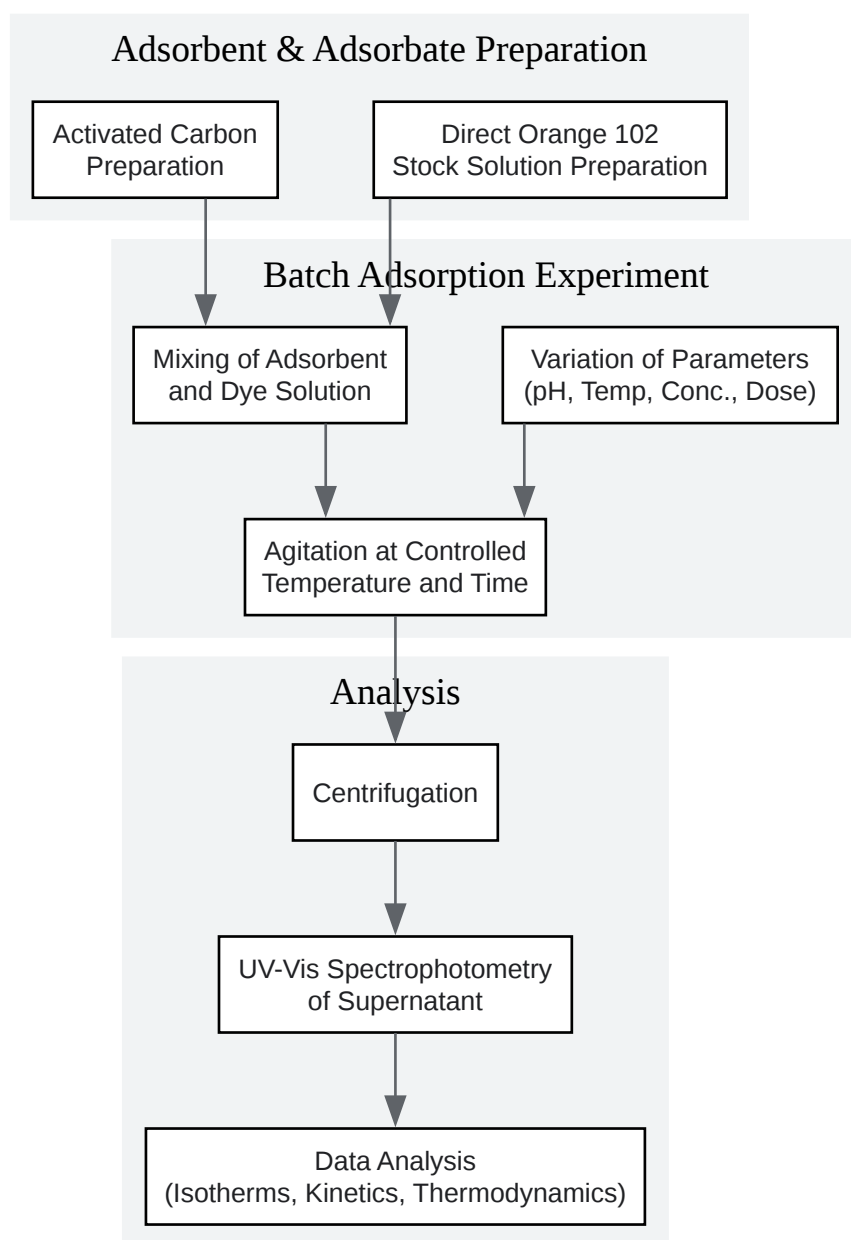 Adsorbent & Adsorbate Preparation
Activated Carbon
Preparation
Direct Orange 102
Stock Solution Preparation
Batch Adsorption Experiment
Mixing of Adsorbent
and Dye Solution
Variation of Parameters
(pH, Temp, Conc., Dose)
Agitation at Controlled
Temperature and Time
Analysis
Centrifugation
UV-Vis Spectrophotometry
of Supernatant
Data Analysis
(Isotherms, Kinetics, Thermodynamics)